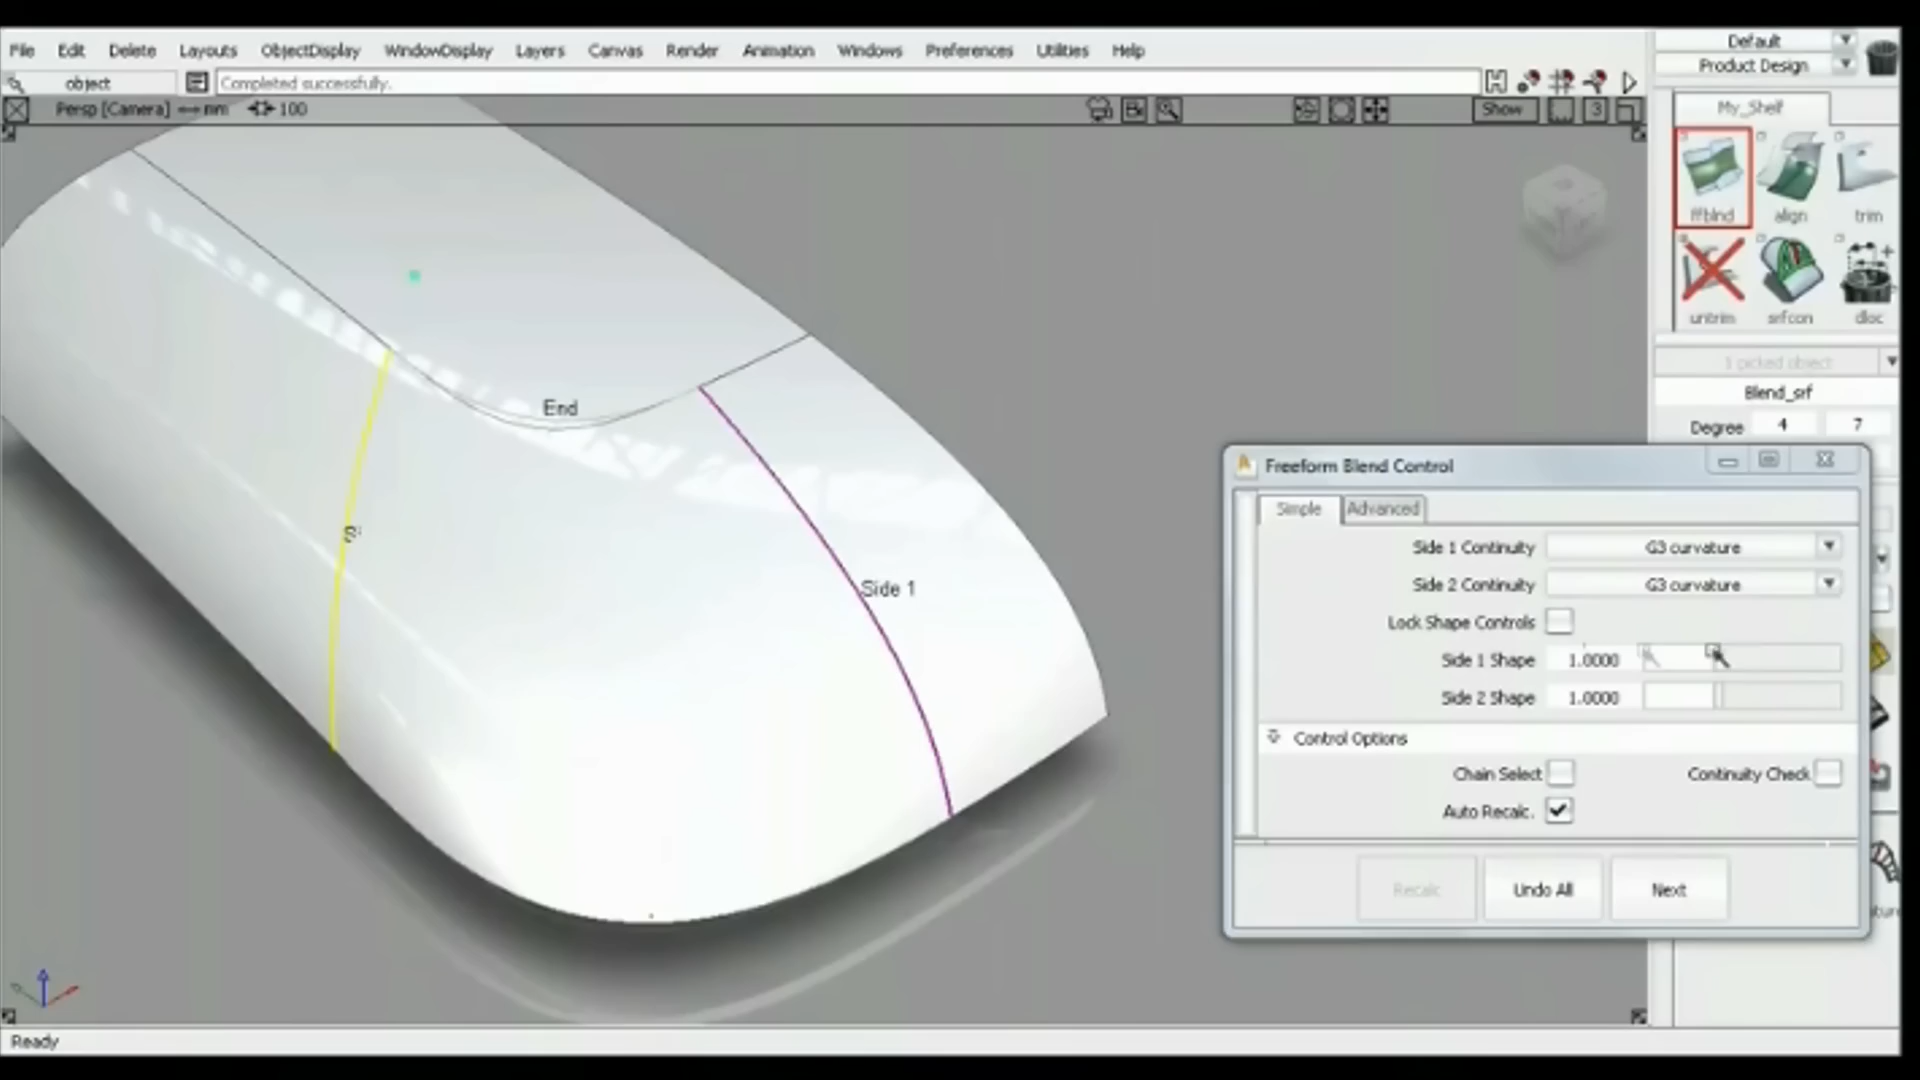 File Edit Delete Layouts ObjectDisplay WindowDisplay Layers Canvas Render Animation Windows Preferences Utilities Help
Default
Product Design
object
Completed successfully.
Persp [Camera] mm 100
Show
3
My_Shelf
ffblnd align trim
untrim srfcon dloc
1 picked object
Blend_srf
Degree 4 7
End
Side 1
Freeform Blend Control
Simple Advanced
Side 1 Continuity G3 curvature
Side 2 Continuity G3 curvature
Lock Shape Controls
Side 1 Shape 1.0000
Side 2 Shape 1.0000
Control Options
Chain Select Continuity Check
Auto Recalc.
Recalc Undo All Next
Ready